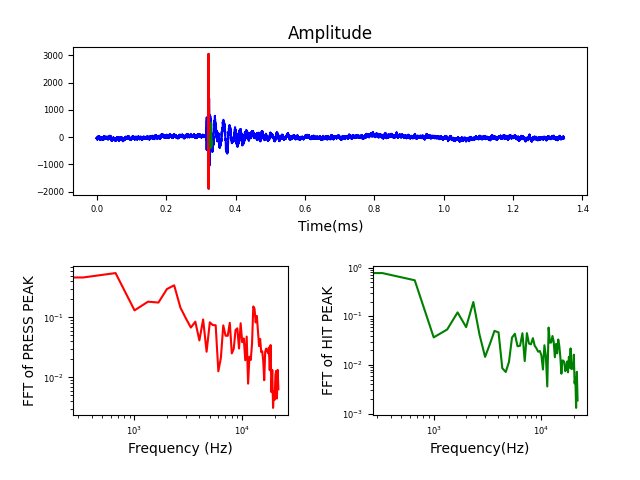 Amplitude
3000
2000
1000
0
−1000
−2000
0.0 0.2 0.4 0.6 0.8 1.0 1.2 1.4
Time(ms)
FFT of PRESS PEAK
10⁻¹
10⁻²
10³ 10⁴
Frequency (Hz)
FFT of HIT PEAK
10⁰
10⁻¹
10⁻²
10⁻³
10³ 10⁴
Frequency(Hz)